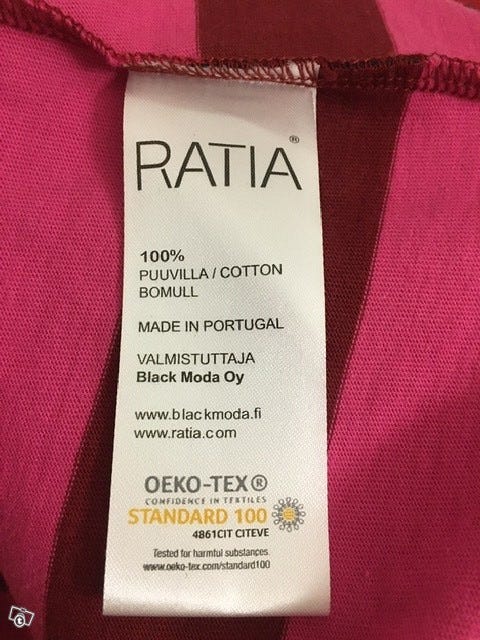 RATIA®
100%
PUUVILLA / COTTON
BOMULL
MADE IN PORTUGAL
VALMISTUTTAJA
Black Moda Oy
www.blackmoda.fi
www.ratia.com
OEKO-TEX®
CONFIDENCE IN TEXTILES
STANDARD 100
4861CIT CITEVE
Tested for harmful substances
www.oeko-tex.com/standard100